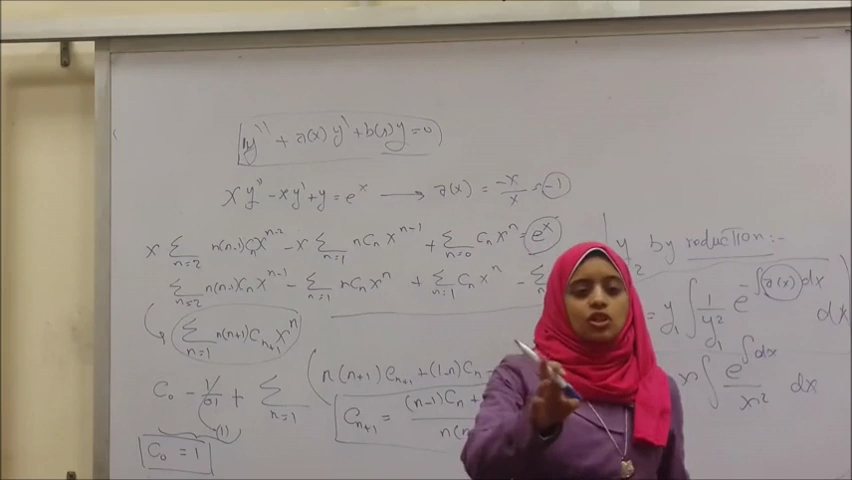 y'' + a(x) y' + b(x) y = 0
x y'' - x y' + y = e^x ⟶ a(x) = -x/x = -1
x Σ_{n=2} n(n-1) C_n x^{n-2} - x Σ_{n=1} n C_n x^{n-1} + Σ_{n=0} C_n x^n = e^x
Σ_{n=2} n(n-1) C_n x^{n-1} - Σ_{n=1} n C_n x^n + Σ_{n=1} C_n x^n - Σ
Σ_{n=1} n(n+1) C_{n+1} x^n
C_0 - 1/0! + Σ_{n=1}
(1)
C_0 = 1
n(n+1) C_{n+1} + (1-n) C_n
C_{n+1} = (n-1) C_n + / n(n
y_2 by reduction :-
= y_1 ∫ 1/y_1^2 e^{-∫ a(x) dx} dx
x ∫ e^{∫ dx} / x^2 dx